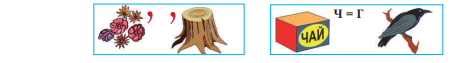 , ,
Ч = Г
ЧАЙ